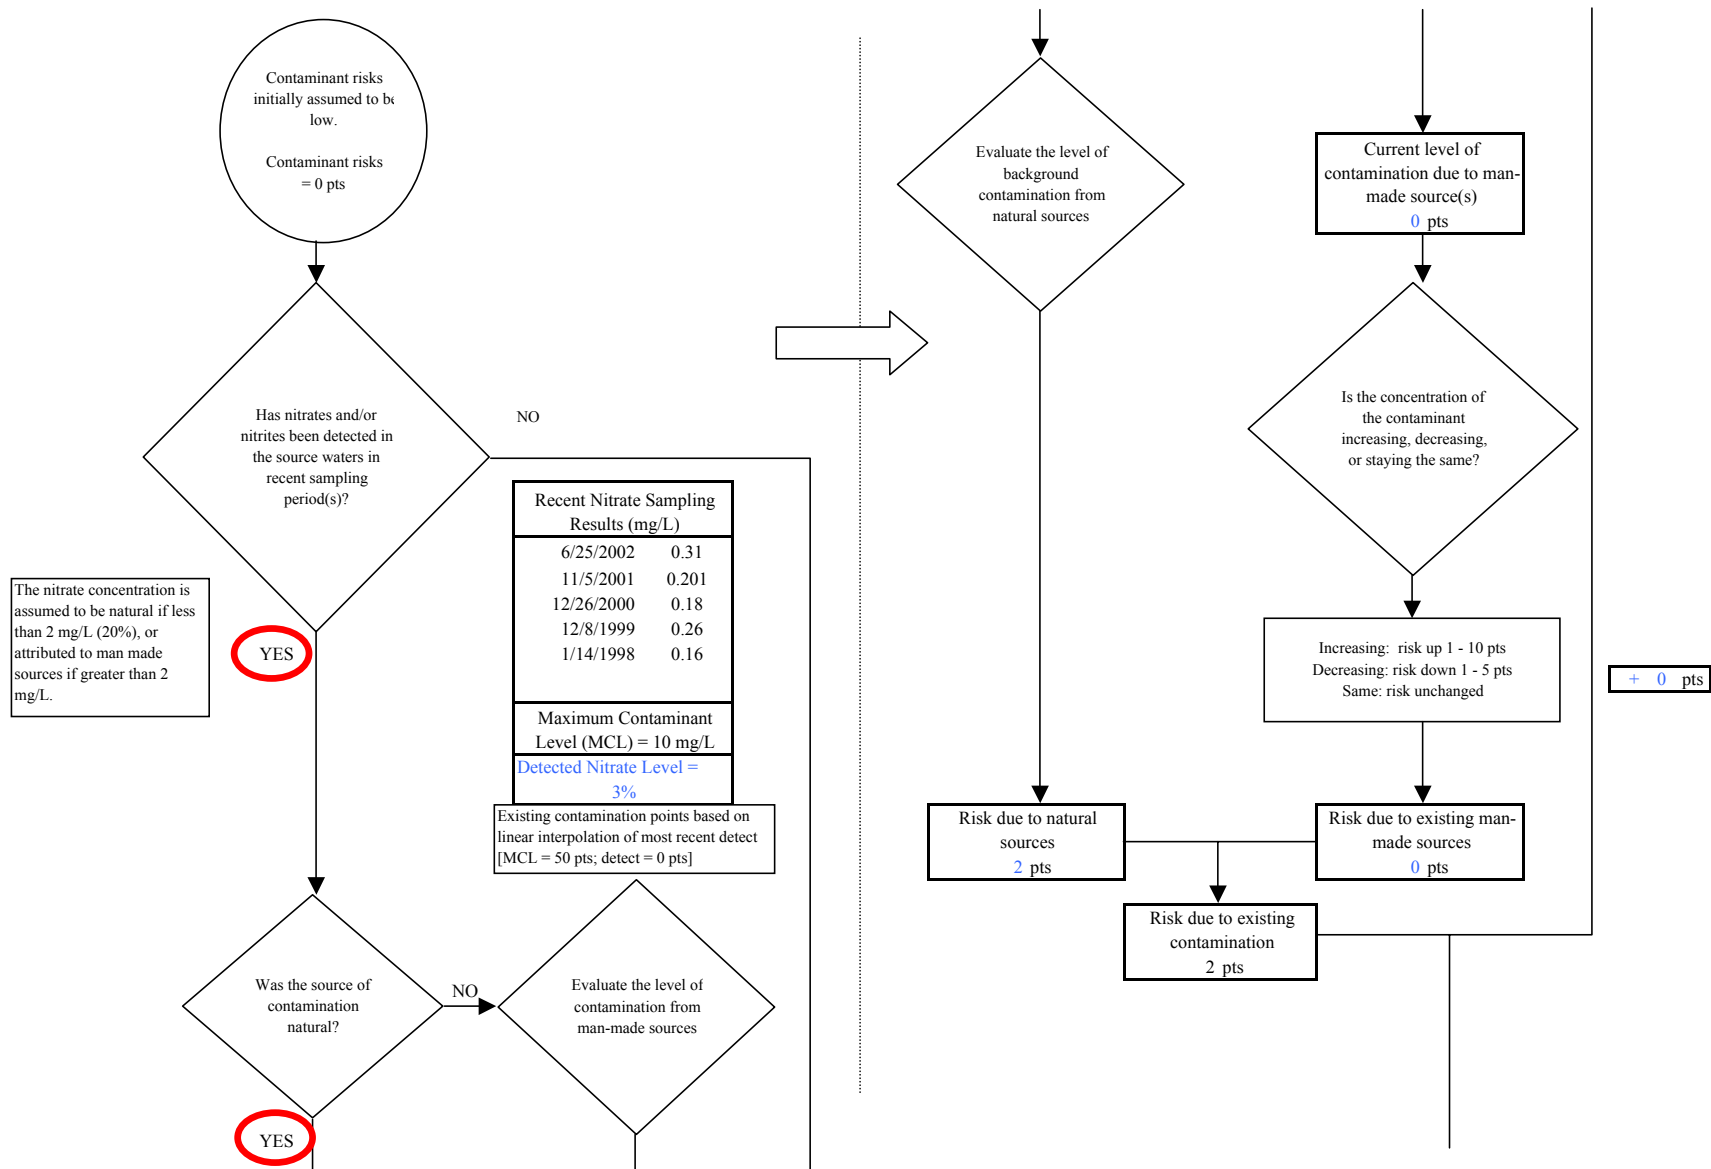 Contaminant risks
initially assumed to be
low.
Contaminant risks
= 0 pts
Has nitrates and/or
nitrites been detected in
the source waters in
recent sampling
period(s)?
NO
Recent Nitrate Sampling
Results (mg/L)
6/25/2002 0.31
11/5/2001 0.201
12/26/2000 0.18
12/8/1999 0.26
1/14/1998 0.16
Maximum Contaminant
Level (MCL) = 10 mg/L
Detected Nitrate Level =
3%
Existing contamination points based on
linear interpolation of most recent detect
[MCL = 50 pts; detect = 0 pts]
The nitrate concentration is
assumed to be natural if less
than 2 mg/L (20%), or
attributed to man made
sources if greater than 2
mg/L.
YES
Was the source of
contamination
natural?
NO
Evaluate the level of
contamination from
man-made sources
YES
Evaluate the level of
background
contamination from
natural sources
Current level of
contamination due to man-
made source(s)
0 pts
Is the concentration of
the contaminant
increasing, decreasing,
or staying the same?
Increasing: risk up 1 - 10 pts
Decreasing: risk down 1 - 5 pts
Same: risk unchanged
+ 0 pts
Risk due to natural
sources
2 pts
Risk due to existing man-
made sources
0 pts
Risk due to existing
contamination
2 pts